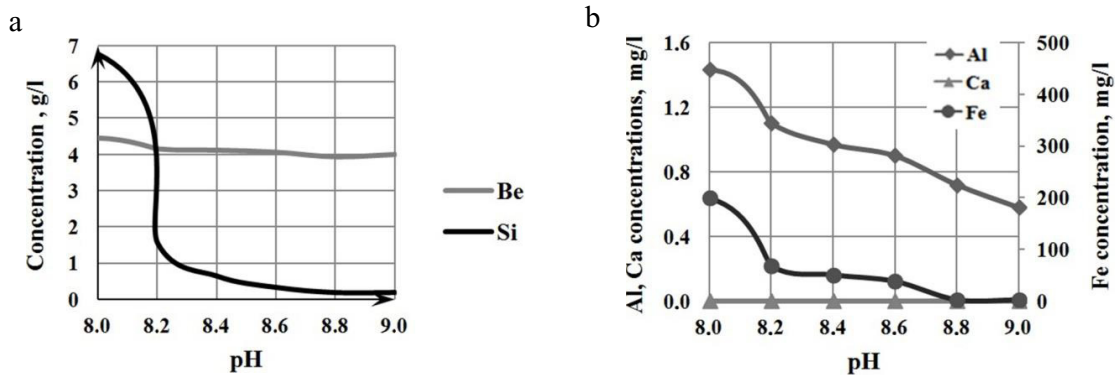 a
Concentration , g/l
7
6
5
4
3
2
1
0
8.0 8.2 8.4 8.6 8.8 9.0
pH
Be
Si
b
Al, Ca concentrations, mg/l
1.6
1.2
0.8
0.4
0.0
8.0 8.2 8.4 8.6 8.8 9.0
pH
Al
Ca
Fe
500
400
300
200
100
0
Fe concentration, mg/l